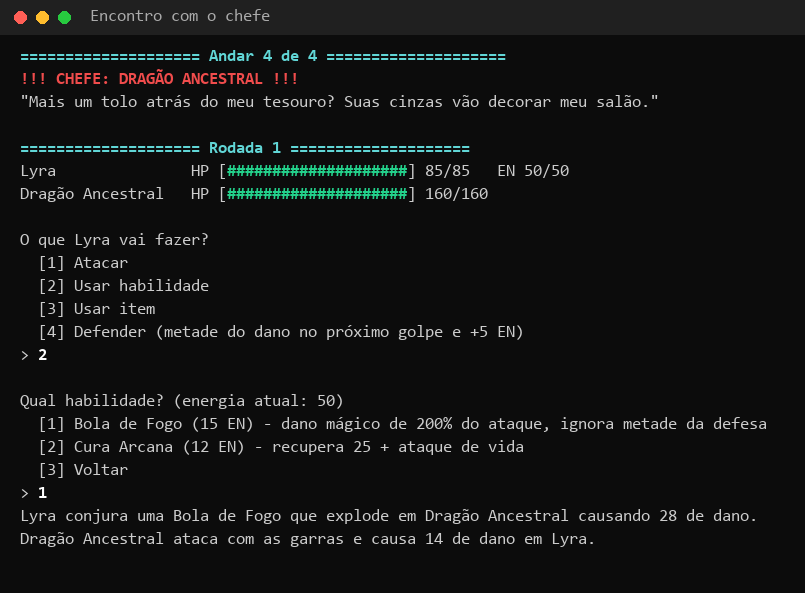 Encontro com o chefe
==================== Andar 4 de 4 ====================
!!! CHEFE: DRAGÃO ANCESTRAL !!!
"Mais um tolo atrás do meu tesouro? Suas cinzas vão decorar meu salão."
==================== Rodada 1 ====================
Lyra               HP [####################] 85/85   EN 50/50
Dragão Ancestral   HP [####################] 160/160
O que Lyra vai fazer?
  [1] Atacar
  [2] Usar habilidade
  [3] Usar item
  [4] Defender (metade do dano no próximo golpe e +5 EN)
> 2
Qual habilidade? (energia atual: 50)
  [1] Bola de Fogo (15 EN) - dano mágico de 200% do ataque, ignora metade da defesa
  [2] Cura Arcana (12 EN) - recupera 25 + ataque de vida
  [3] Voltar
> 1
Lyra conjura uma Bola de Fogo que explode em Dragão Ancestral causando 28 de dano.
Dragão Ancestral ataca com as garras e causa 14 de dano em Lyra.